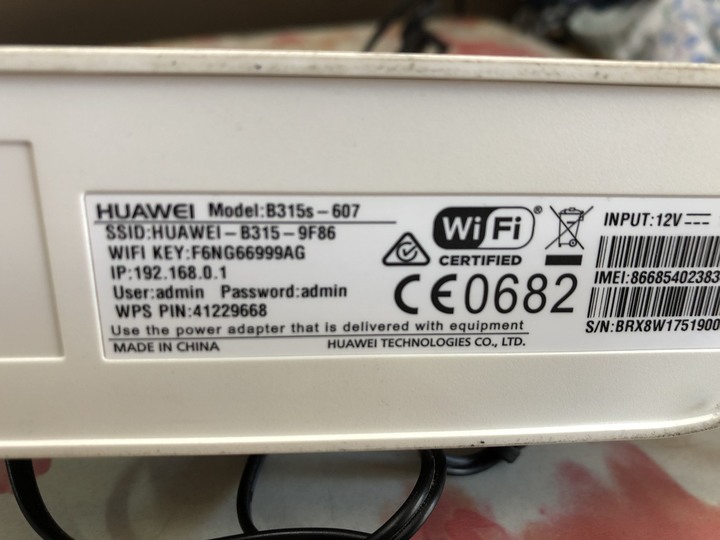 HUAWEI Model:B315s-607
SSID:HUAWEI-B315-9F86
WIFI KEY:F6NG66999AG
IP:192.168.0.1
User:admin Password:admin
WPS PIN:41229668
Use the power adapter that is delivered with equipment
MADE IN CHINA HUAWEI TECHNOLOGIES CO., LTD.
Wi Fi ®
CERTIFIED
CE0682
INPUT:12V
IMEI:86685402383
S/N:BRX8W1751900